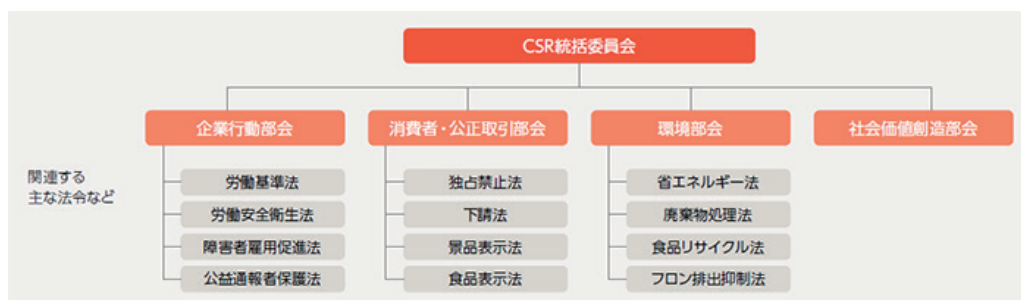 CSR統括委員会
企業行動部会
消費者・公正取引部会
環境部会
社会価値創造部会
関連する
主な法令など
労働基準法
労働安全衛生法
障害者雇用促進法
公益通報者保護法
独占禁止法
下請法
景品表示法
食品表示法
省エネルギー法
廃棄物処理法
食品リサイクル法
フロン排出抑制法